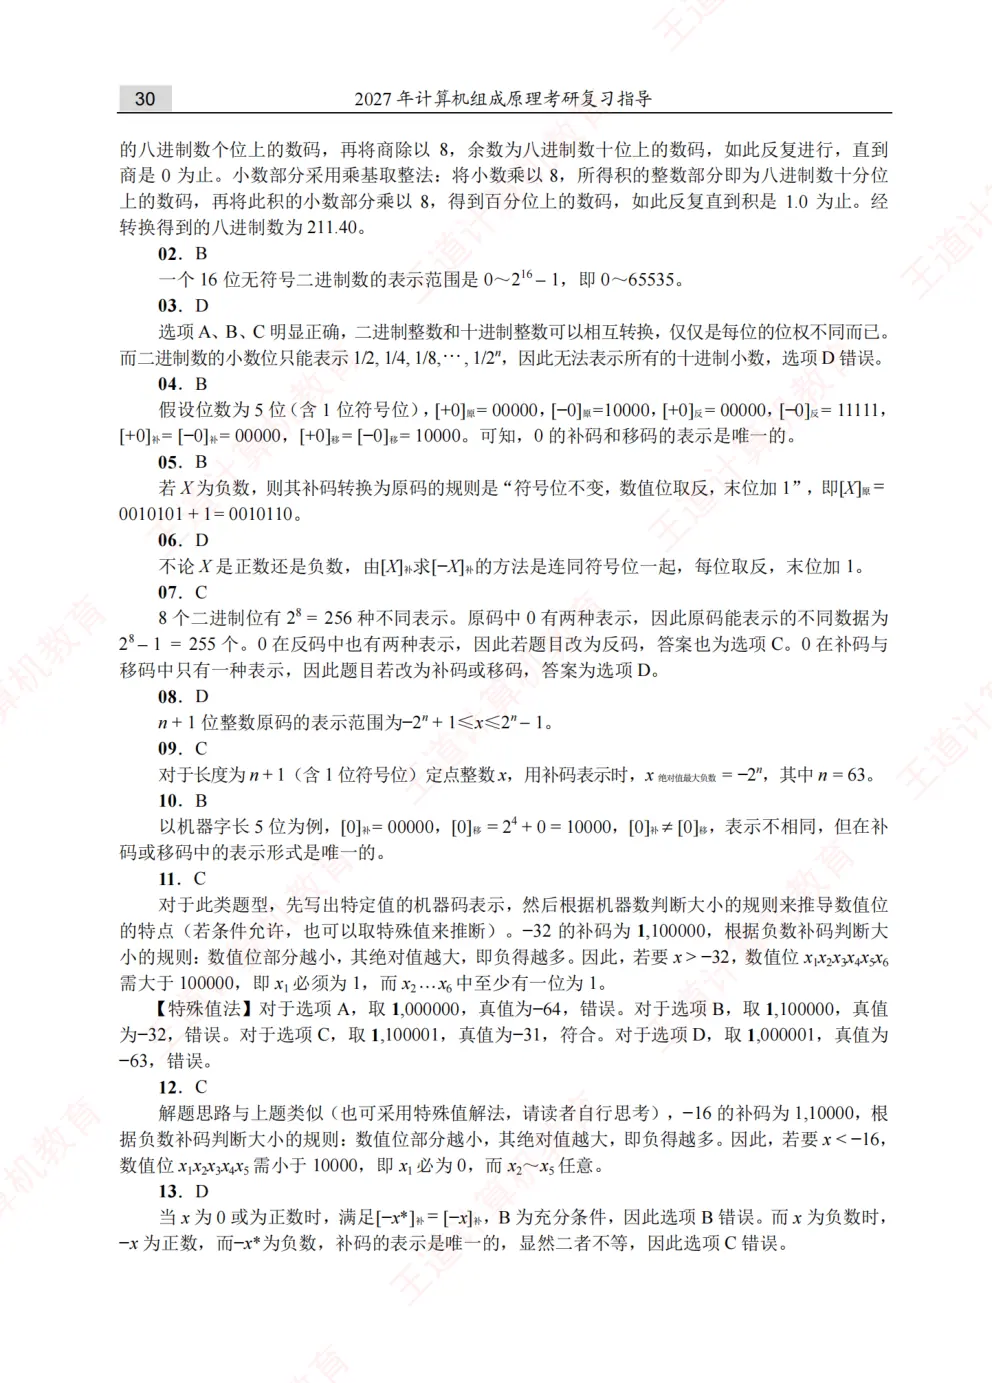 30
2027 年计算机组成原理考研复习指导
的八进制数个位上的数码，再将商除以 8，余数为八进制数十位上的数码，如此反复进行，直到
商是 0 为止。小数部分采用乘基取整法：将小数乘以 8，所得积的整数部分即为八进制数十分位
上的数码，再将此积的小数部分乘以 8，得到百分位上的数码，如此反复直到积是 1.0 为止。经
转换得到的八进制数为 211.40。
02．B
一个 16 位无符号二进制数的表示范围是 0～2¹⁶ – 1，即 0～65535。
03．D
选项 A、B、C 明显正确，二进制整数和十进制整数可以相互转换，仅仅是每位的位权不同而已。
而二进制数的小数位只能表示 1/2, 1/4, 1/8,⋯, 1/2ⁿ，因此无法表示所有的十进制小数，选项 D 错误。
04．B
假设位数为 5 位（含 1 位符号位），[+0]原 = 00000，[−0]原 =10000，[+0]反 = 00000，[−0]反 = 11111，
[+0]补 = [−0]补 = 00000，[+0]移 = [−0]移 = 10000。可知，0 的补码和移码的表示是唯一的。
05．B
若 X 为负数，则其补码转换为原码的规则是“符号位不变，数值位取反，末位加 1”，即[X]原 =
0010101 + 1 = 0010110。
06．D
不论 X 是正数还是负数，由[X]补求[−X]补的方法是连同符号位一起，每位取反，末位加 1。
07．C
8 个二进制位有 2⁸ = 256 种不同表示。原码中 0 有两种表示，因此原码能表示的不同数据为
2⁸ – 1 = 255 个。0 在反码中也有两种表示，因此若题目改为反码，答案也为选项 C。0 在补码与
移码中只有一种表示，因此题目若改为补码或移码，答案为选项 D。
08．D
n + 1 位整数原码的表示范围为−2ⁿ + 1≤x≤2ⁿ – 1。
09．C
对于长度为 n + 1（含 1 位符号位）定点整数 x，用补码表示时，x 绝对值最大负数 = −2ⁿ，其中 n = 63。
10．B
以机器字长 5 位为例，[0]补 = 00000，[0]移 = 2⁴ + 0 = 10000，[0]补 ≠ [0]移，表示不相同，但在补
码或移码中的表示形式是唯一的。
11．C
对于此类题型，先写出特定值的机器码表示，然后根据机器数判断大小的规则来推导数值位
的特点（若条件允许，也可以取特殊值来推断）。−32 的补码为 1,100000，根据负数补码判断大
小的规则：数值位部分越小，其绝对值越大，即负得越多。因此，若要 x > −32，数值位 x₁x₂x₃x₄x₅x₆
需大于 100000，即 x₁ 必须为 1，而 x₂…x₆ 中至少有一位为 1。
【特殊值法】对于选项 A，取 1,000000，真值为−64，错误。对于选项 B，取 1,100000，真值
为−32，错误。对于选项 C，取 1,100001，真值为−31，符合。对于选项 D，取 1,000001，真值为
−63，错误。
12．C
解题思路与上题类似（也可采用特殊值解法，请读者自行思考），−16 的补码为 1,10000，根
据负数补码判断大小的规则：数值位部分越小，其绝对值越大，即负得越多。因此，若要 x < −16，
数值位 x₁x₂x₃x₄x₅ 需小于 10000，即 x₁ 必为 0，而 x₂～x₅ 任意。
13．D
当 x 为 0 或为正数时，满足[−x*]补 = [−x]补，B 为充分条件，因此选项 B 错误。而 x 为负数时，
−x 为正数，而−x*为负数，补码的表示是唯一的，显然二者不等，因此选项 C 错误。